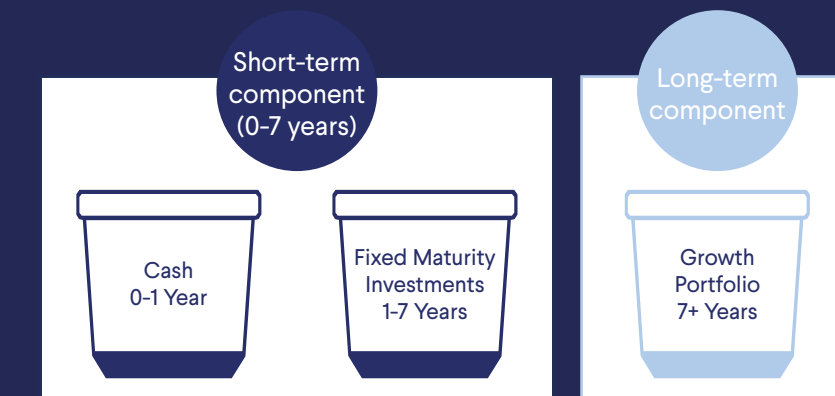 Short-term
component
(0-7 years)
Cash
0-1 Year
Fixed Maturity
Investments
1-7 Years
Long-term
component
Growth
Portfolio
7+ Years